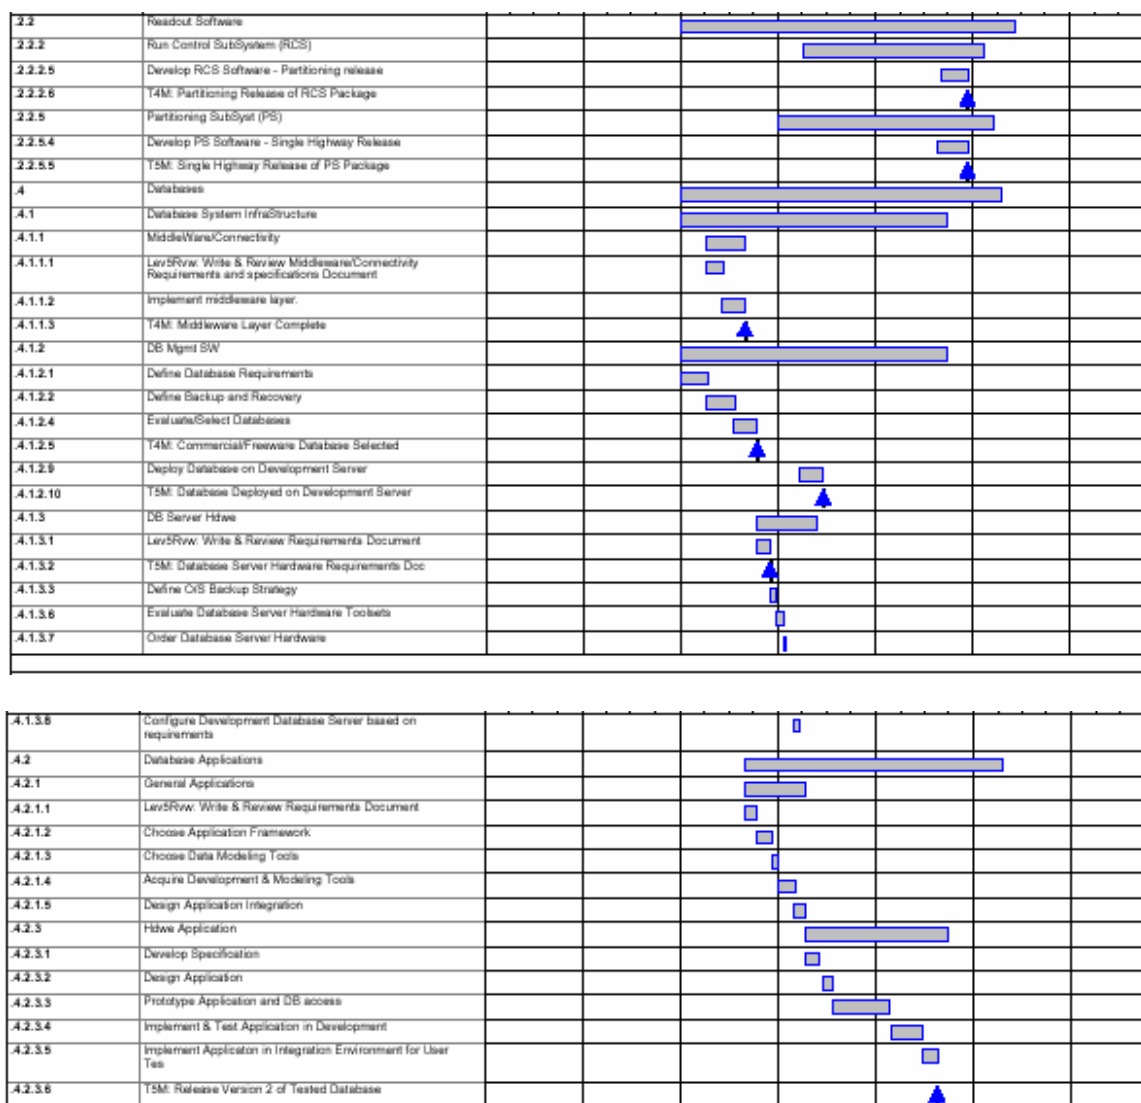 .2.2 Readout Software
.2.2.2 Run Control SubSystem (RCS)
.2.2.2.5 Develop RCS Software - Partitioning release
.2.2.2.6 T4M: Partitioning Release of RCS Package
.2.2.5 Partitioning SubSyst (PS)
.2.2.5.4 Develop PS Software - Single Highway Release
.2.2.5.5 T5M: Single Highway Release of PS Package
.4 Databases
.4.1 Database System InfraStructure
.4.1.1 MiddleWare/Connectivity
.4.1.1.1 Lev5Rvw: Write & Review Middleware/Connectivity
Requirements and specifications Document
.4.1.1.2 Implement middleware layer.
.4.1.1.3 T4M: Middleware Layer Complete
.4.1.2 DB Mgmt SW
.4.1.2.1 Define Database Requirements
.4.1.2.2 Define Backup and Recovery
.4.1.2.4 Evaluate/Select Databases
.4.1.2.5 T4M: Commercial/Freeware Database Selected
.4.1.2.9 Deploy Database on Development Server
.4.1.2.10 T5M: Database Deployed on Development Server
.4.1.3 DB Server Hdwe
.4.1.3.1 Lev5Rvw: Write & Review Requirements Document
.4.1.3.2 T5M: Database Server Hardware Requirements Doc
.4.1.3.3 Define O/S Backup Strategy
.4.1.3.6 Evaluate Database Server Hardware Toolsets
.4.1.3.7 Order Database Server Hardware
.4.1.3.8 Configure Development Database Server based on
requirements
.4.2 Database Applications
.4.2.1 General Applications
.4.2.1.1 Lev5Rvw: Write & Review Requirements Document
.4.2.1.2 Choose Application Framework
.4.2.1.3 Choose Data Modeling Tools
.4.2.1.4 Acquire Development & Modeling Tools
.4.2.1.5 Design Application Integration
.4.2.3 Hdwe Application
.4.2.3.1 Develop Specification
.4.2.3.2 Design Application
.4.2.3.3 Prototype Application and DB access
.4.2.3.4 Implement & Test Application in Development
.4.2.3.5 Implement Applicaton in Integration Environment for User
Tes
.4.2.3.6 T5M: Release Version 2 of Tested Database